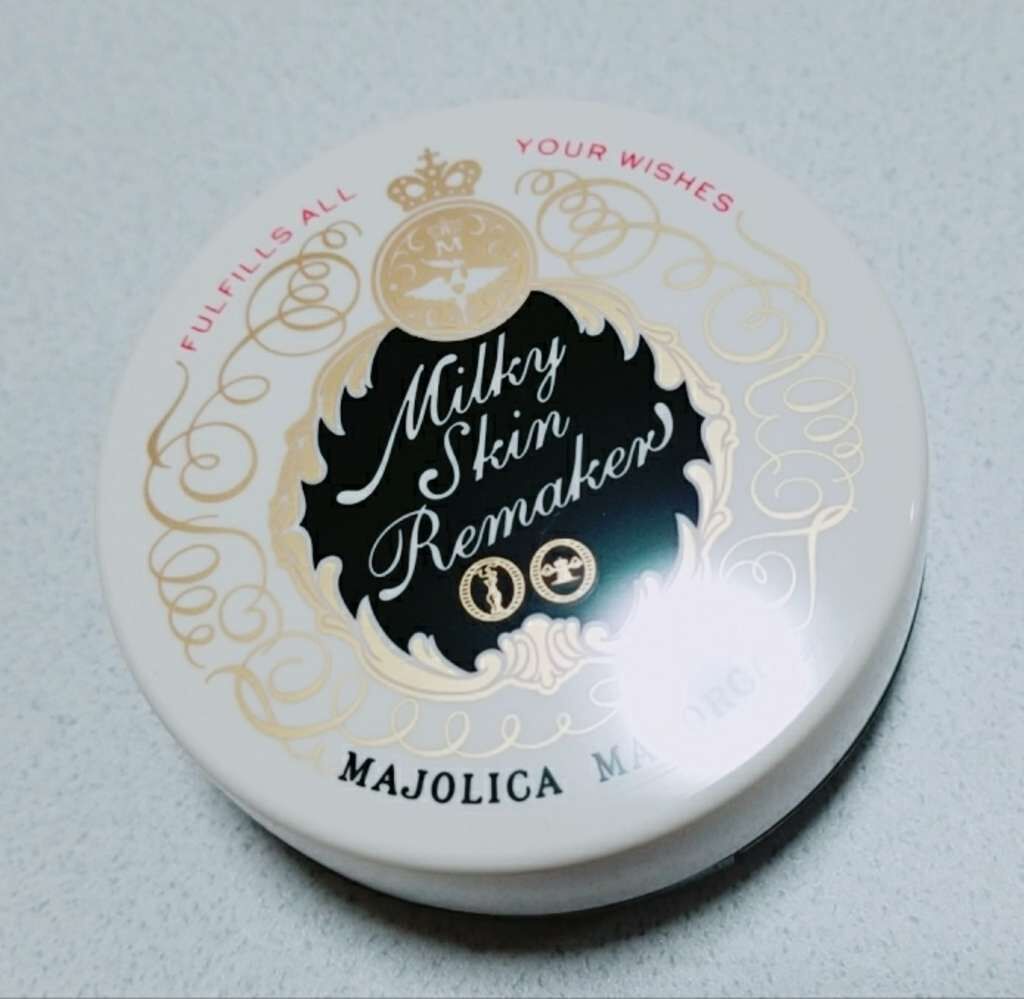 FULFILLS ALL YOUR WISHES
M
Milky
Skin
Remaker
MAJOLICA